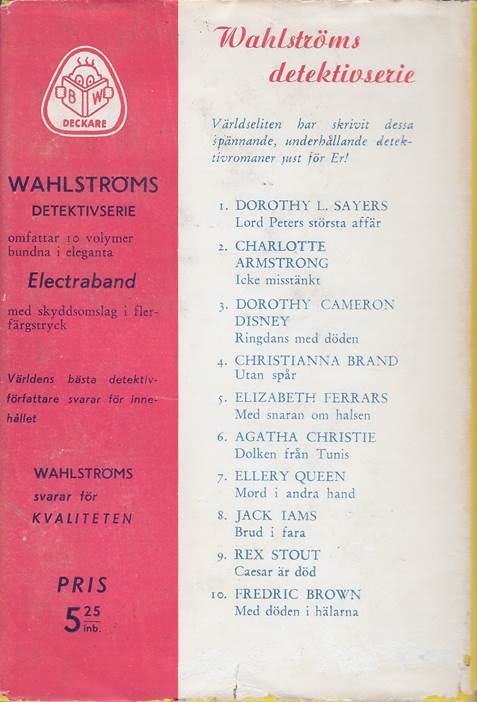 B W
DECKARE
WAHLSTRÖMS
DETEKTIVSERIE
omfattar 10 volymer
bundna i eleganta
Electraband
med skyddsomslag i fler-
färgstryck
Världens bästa detektiv-
författare svarar för inne-
hållet
WAHLSTRÖMS
svarar för
KVALITETEN
PRIS
5 25
inb.
Wahlströms
detektivserie
Världseliten har skrivit dessa
spännande, underhållande detek-
tivromaner just för Er!
1. DOROTHY L. SAYERS
Lord Peters största affär
2. CHARLOTTE
ARMSTRONG
Icke misstänkt
3. DOROTHY CAMERON
DISNEY
Ringdans med döden
4. CHRISTIANNA BRAND
Utan spår
5. ELIZABETH FERRARS
Med snaran om halsen
6. AGATHA CHRISTIE
Dolken från Tunis
7. ELLERY QUEEN
Mord i andra hand
8. JACK IAMS
Brud i fara
9. REX STOUT
Caesar är död
10. FREDRIC BROWN
Med döden i hälarna